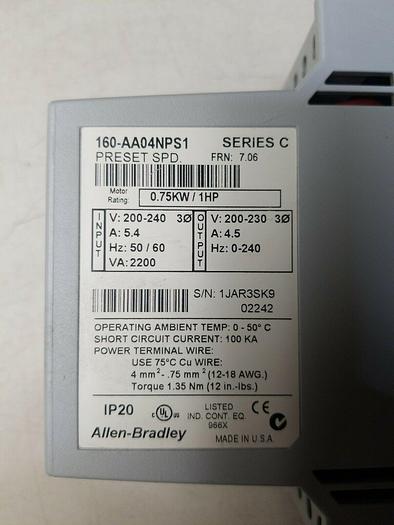 160-AA04NPS1 SERIES C
PRESET SPD. FRN: 7.06
Motor Rating: 0.75KW / 1HP
INPUT
V: 200-240 3Ø
A: 5.4
Hz: 50 / 60
VA: 2200
OUTPUT
V: 200-230 3Ø
A: 4.5
Hz: 0-240
S/N: 1JAR3SK9
02242
OPERATING AMBIENT TEMP: 0 - 50° C
SHORT CIRCUIT CURRENT: 100 KA
POWER TERMINAL WIRE:
USE 75°C Cu WIRE:
4 mm²- .75 mm² (12-18 AWG.)
Torque 1.35 Nm (12 in.-lbs.)
IP20 c UL us LISTED
IND. CONT. EQ.
966X
Allen-Bradley MADE IN U.S.A.